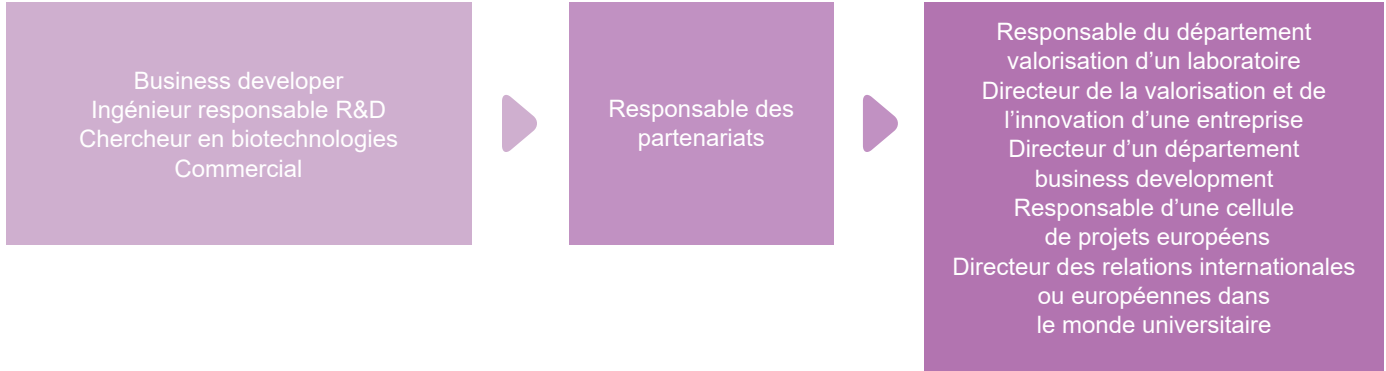 Business developer
Ingénieur responsable R&D
Chercheur en biotechnologies
Commercial
Responsable des
partenariats
Responsable du département
valorisation d’un laboratoire
Directeur de la valorisation et de
l’innovation d’une entreprise
Directeur d’un département
business development
Responsable d’une cellule
de projets européens
Directeur des relations internationales
ou européennes dans
le monde universitaire